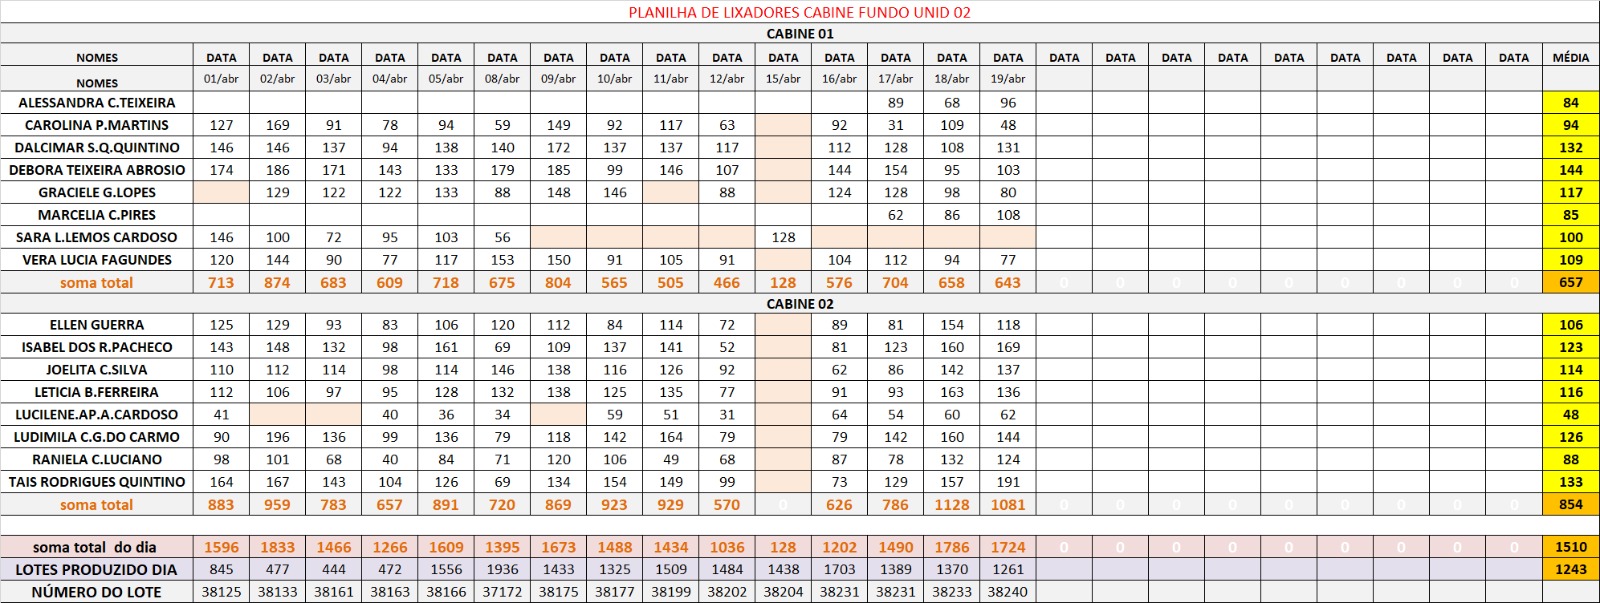 PLANILHA DE LIXADORES CABINE FUNDO UNID 02
CABINE 01
NOMES DATA DATA DATA DATA DATA DATA DATA DATA DATA DATA DATA DATA DATA DATA DATA DATA DATA DATA DATA DATA DATA DATA DATA DATA MÉDIA
NOMES 01/abr 02/abr 03/abr 04/abr 05/abr 08/abr 09/abr 10/abr 11/abr 12/abr 15/abr 16/abr 17/abr 18/abr 19/abr
ALESSANDRA C.TEIXEIRA 89 68 96 84
CAROLINA P.MARTINS 127 169 91 78 94 59 149 92 117 63 92 31 109 48 94
DALCIMAR S.Q.QUINTINO 146 146 137 94 138 140 172 137 137 117 112 128 108 131 132
DEBORA TEIXEIRA ABROSIO 174 186 171 143 133 179 185 99 146 107 144 154 95 103 144
GRACIELE G.LOPES 129 122 122 133 88 148 146 88 124 128 98 80 117
MARCELIA C.PIRES 62 86 108 85
SARA L.LEMOS CARDOSO 146 100 72 95 103 56 128 100
VERA LUCIA FAGUNDES 120 144 90 77 117 153 150 91 105 91 104 112 94 77 109
soma total 713 874 683 609 718 675 804 565 505 466 128 576 704 658 643 0 0 0 0 0 0 0 0 0 657
CABINE 02
ELLEN GUERRA 125 129 93 83 106 120 112 84 114 72 89 81 154 118 106
ISABEL DOS R.PACHECO 143 148 132 98 161 69 109 137 141 52 81 123 160 169 123
JOELITA C.SILVA 110 112 114 98 114 146 138 116 126 92 62 86 142 137 114
LETICIA B.FERREIRA 112 106 97 95 128 132 138 125 135 77 91 93 163 136 116
LUCILENE.AP.A.CARDOSO 41 40 36 34 59 51 31 64 54 60 62 48
LUDIMILA C.G.DO CARMO 90 196 136 99 136 79 118 142 164 79 79 142 160 144 126
RANIELA C.LUCIANO 98 101 68 40 84 71 120 106 49 68 87 78 132 124 88
TAIS RODRIGUES QUINTINO 164 167 143 104 126 69 134 154 149 99 73 129 157 191 133
soma total 883 959 783 657 891 720 869 923 929 570 0 626 786 1128 1081 0 0 0 0 0 0 0 0 0 854
soma total do dia 1596 1833 1466 1266 1609 1395 1673 1488 1434 1036 128 1202 1490 1786 1724 0 0 0 0 0 0 0 0 0 1510
LOTES PRODUZIDO DIA 845 477 444 472 1556 1936 1433 1325 1509 1484 1438 1703 1389 1370 1261 1243
NÚMERO DO LOTE 38125 38133 38161 38163 38166 37172 38175 38177 38199 38202 38204 38231 38231 38233 38240